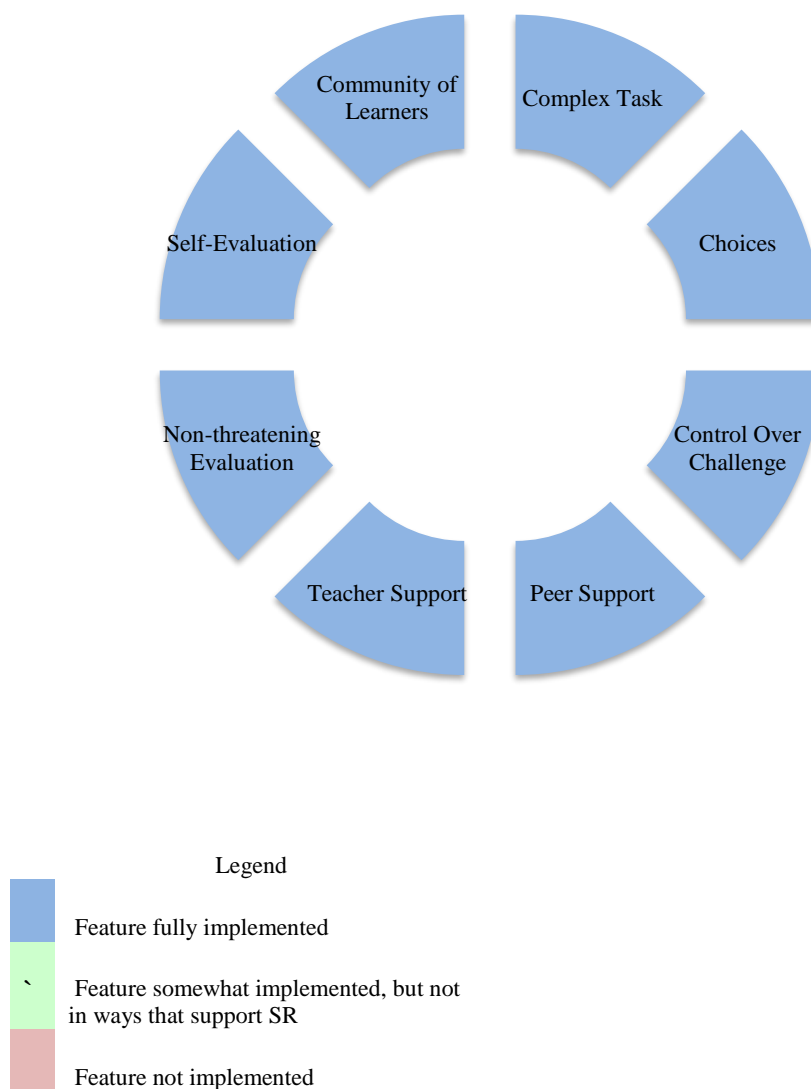 Community of
Learners
Complex Task
Self-Evaluation
Choices
Non-threatening
Evaluation
Control Over
Challenge
Teacher Support
Peer Support
Legend
Feature fully implemented
` Feature somewhat implemented, but not
in ways that support SR
Feature not implemented